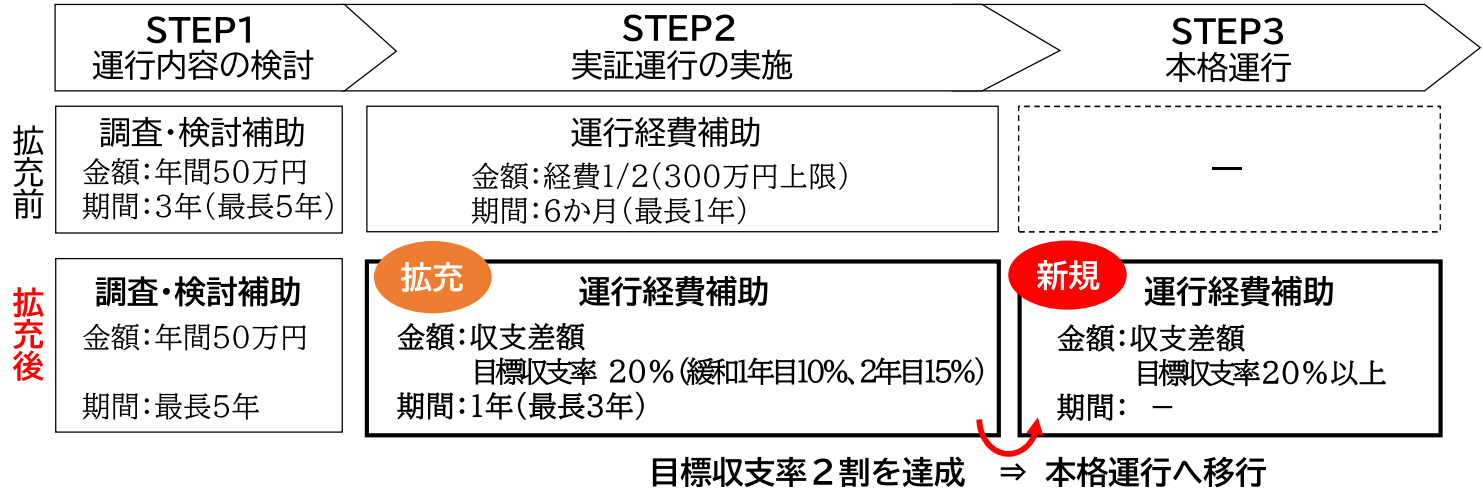 STEP1
運行内容の検討
STEP2
実証運行の実施
STEP3
本格運行
拡充前
調査・検討補助
金額：年間50万円
期間：3年（最長5年）
運行経費補助
金額：経費1/2（300万円上限）
期間：6か月（最長1年）
－
拡充後
調査・検討補助
金額：年間50万円
期間：最長5年
拡充
運行経費補助
金額：収支差額
目標収支率 20％（緩和1年目10％、2年目15％）
期間：1年（最長3年）
新規
運行経費補助
金額：収支差額
目標収支率20％以上
期間： －
目標収支率２割を達成 ⇒ 本格運行へ移行